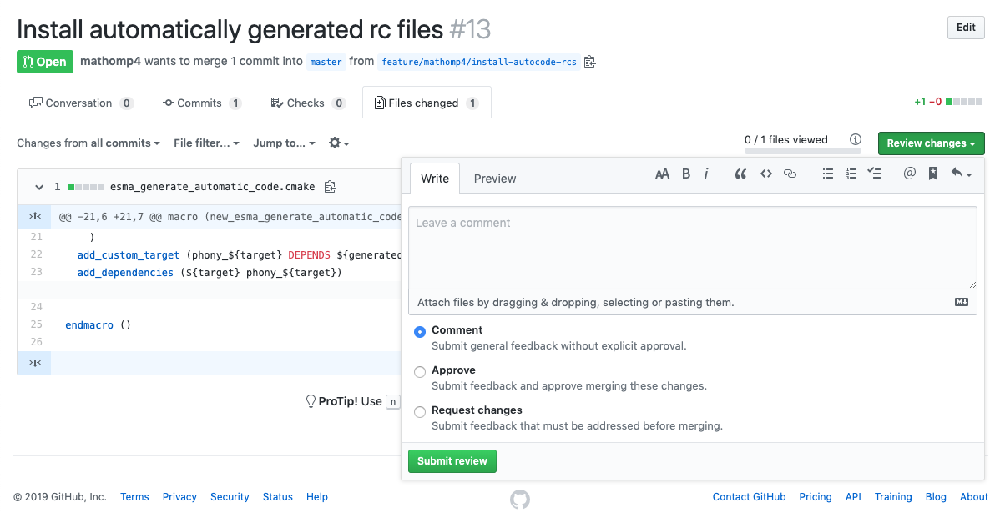 Install automatically generated rc files #13
Edit
Open mathomp4 wants to merge 1 commit into master from feature/mathomp4/install-autocode-rcs
Conversation 0 Commits 1 Checks 0 Files changed 1
+1 −0
Changes from all commits File filter... Jump to...
0 / 1 files viewed
Review changes
1 esma_generate_automatic_code.cmake
@@ -21,6 +21,7 @@ macro (new_esma_generate_automatic_code
21 )
22 add_custom_target (phony_${target} DEPENDS ${generated
23 add_dependencies (${target} phony_${target})
24
25 endmacro ()
26
ProTip! Use n
Write Preview
AA B i
Leave a comment
Attach files by dragging & dropping, selecting or pasting them.
Comment
Submit general feedback without explicit approval.
Approve
Submit feedback and approve merging these changes.
Request changes
Submit feedback that must be addressed before merging.
Submit review
© 2019 GitHub, Inc. Terms Privacy Security Status Help
Contact GitHub Pricing API Training Blog About